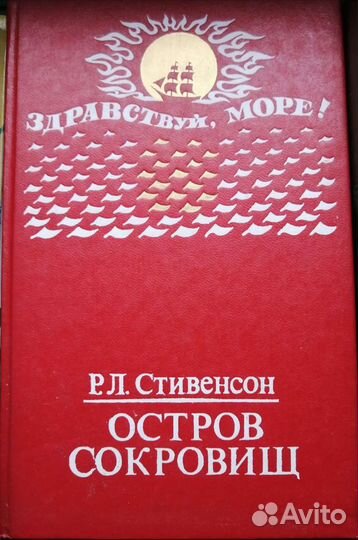 ЗДРАВСТВУЙ, МОРЕ!
Р.Л. СТИВЕНСОН
ОСТРОВ
СОКРОВИЩ
Avito